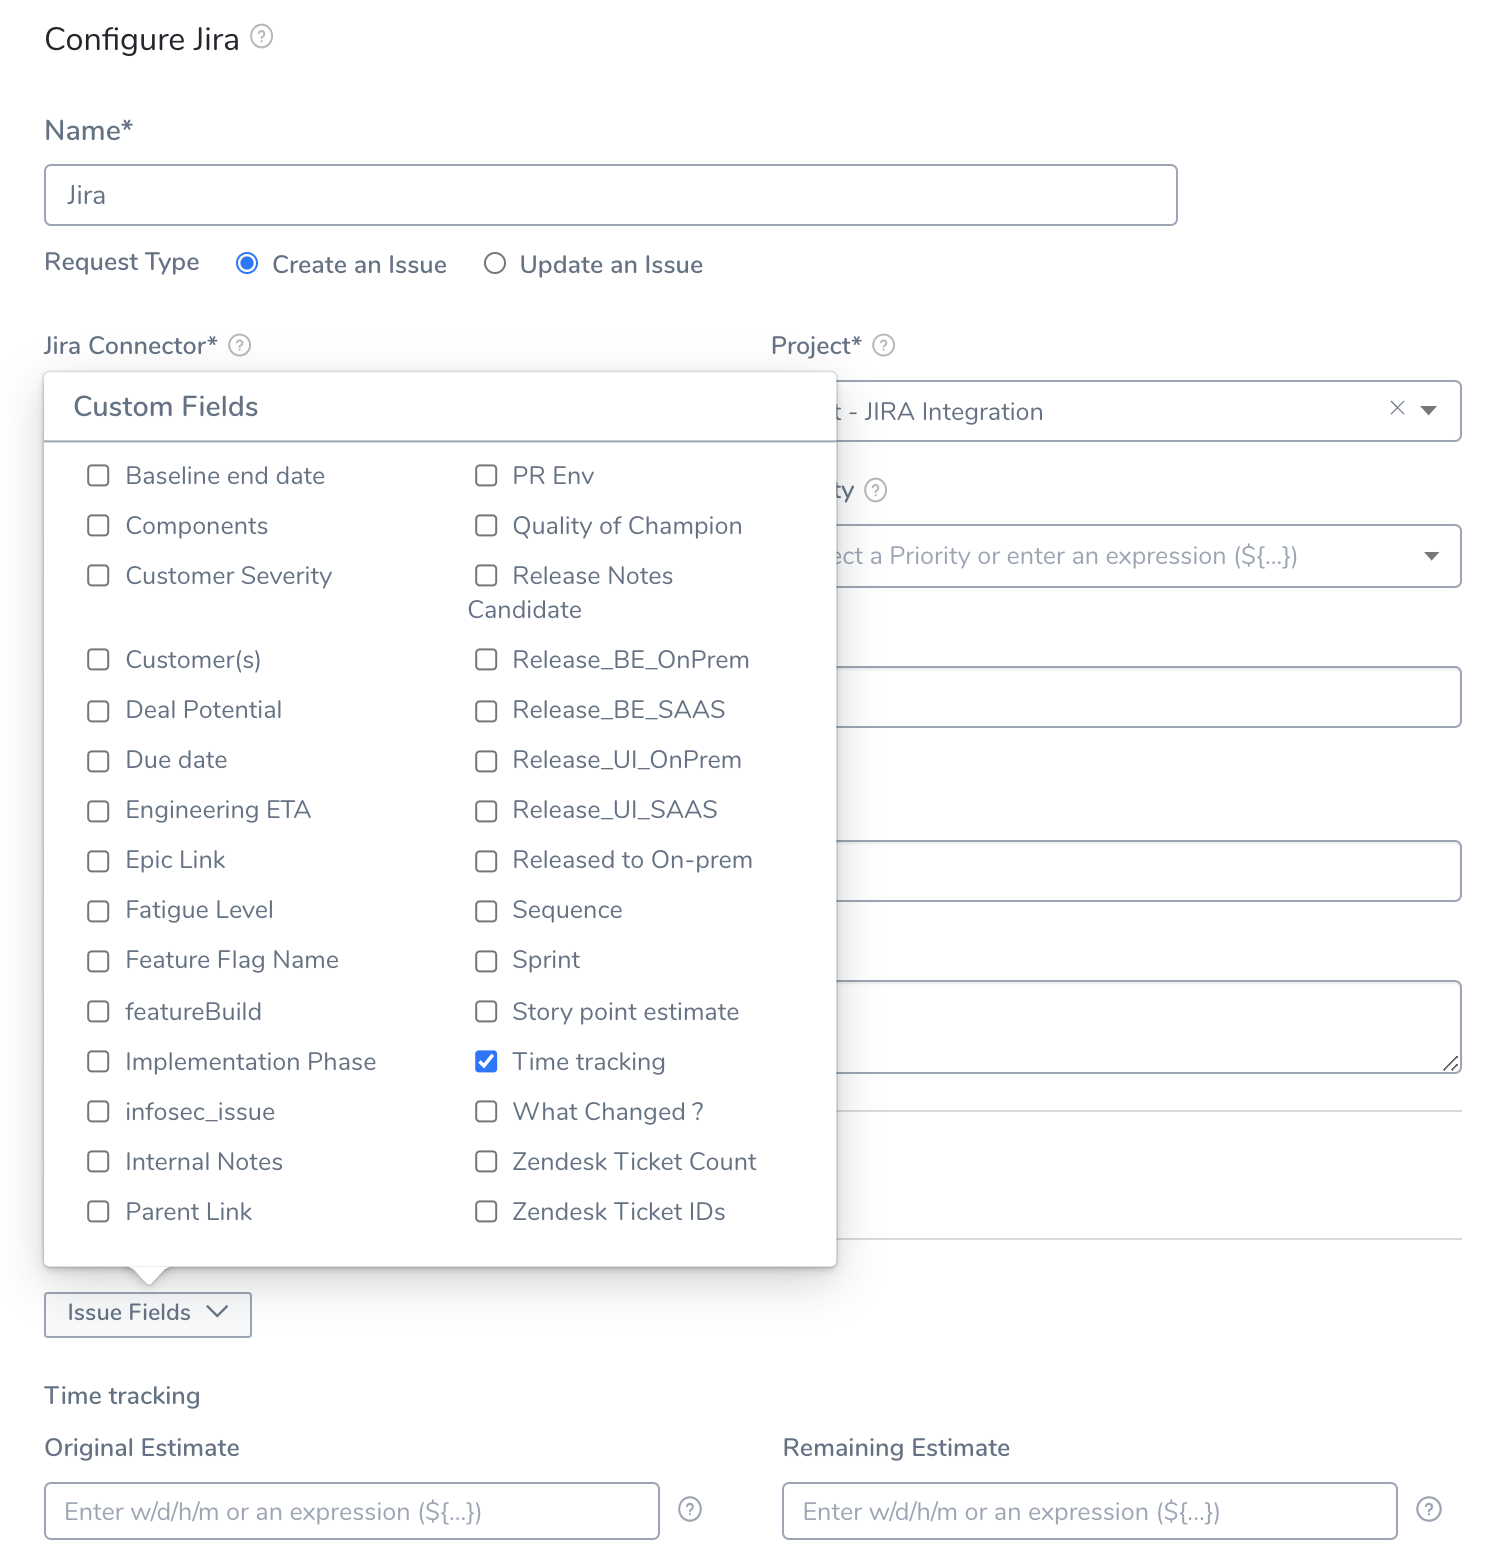 Configure Jira
Name*
Jira
Request Type Create an Issue Update an Issue
Jira Connector* Project*
- JIRA Integration
Custom Fields
Baseline end date PR Env
Components Quality of Champion
Customer Severity Release Notes
Candidate
Customer(s) Release_BE_OnPrem
Deal Potential Release_BE_SAAS
Due date Release_UI_OnPrem
Engineering ETA Release_UI_SAAS
Epic Link Released to On-prem
Fatigue Level Sequence
Feature Flag Name Sprint
featureBuild Story point estimate
Implementation Phase Time tracking
infosec_issue What Changed ?
Internal Notes Zendesk Ticket Count
Parent Link Zendesk Ticket IDs
a Priority or enter an expression (${...})
Issue Fields
Time tracking
Original Estimate Remaining Estimate
Enter w/d/h/m or an expression (${...}) Enter w/d/h/m or an expression (${...})